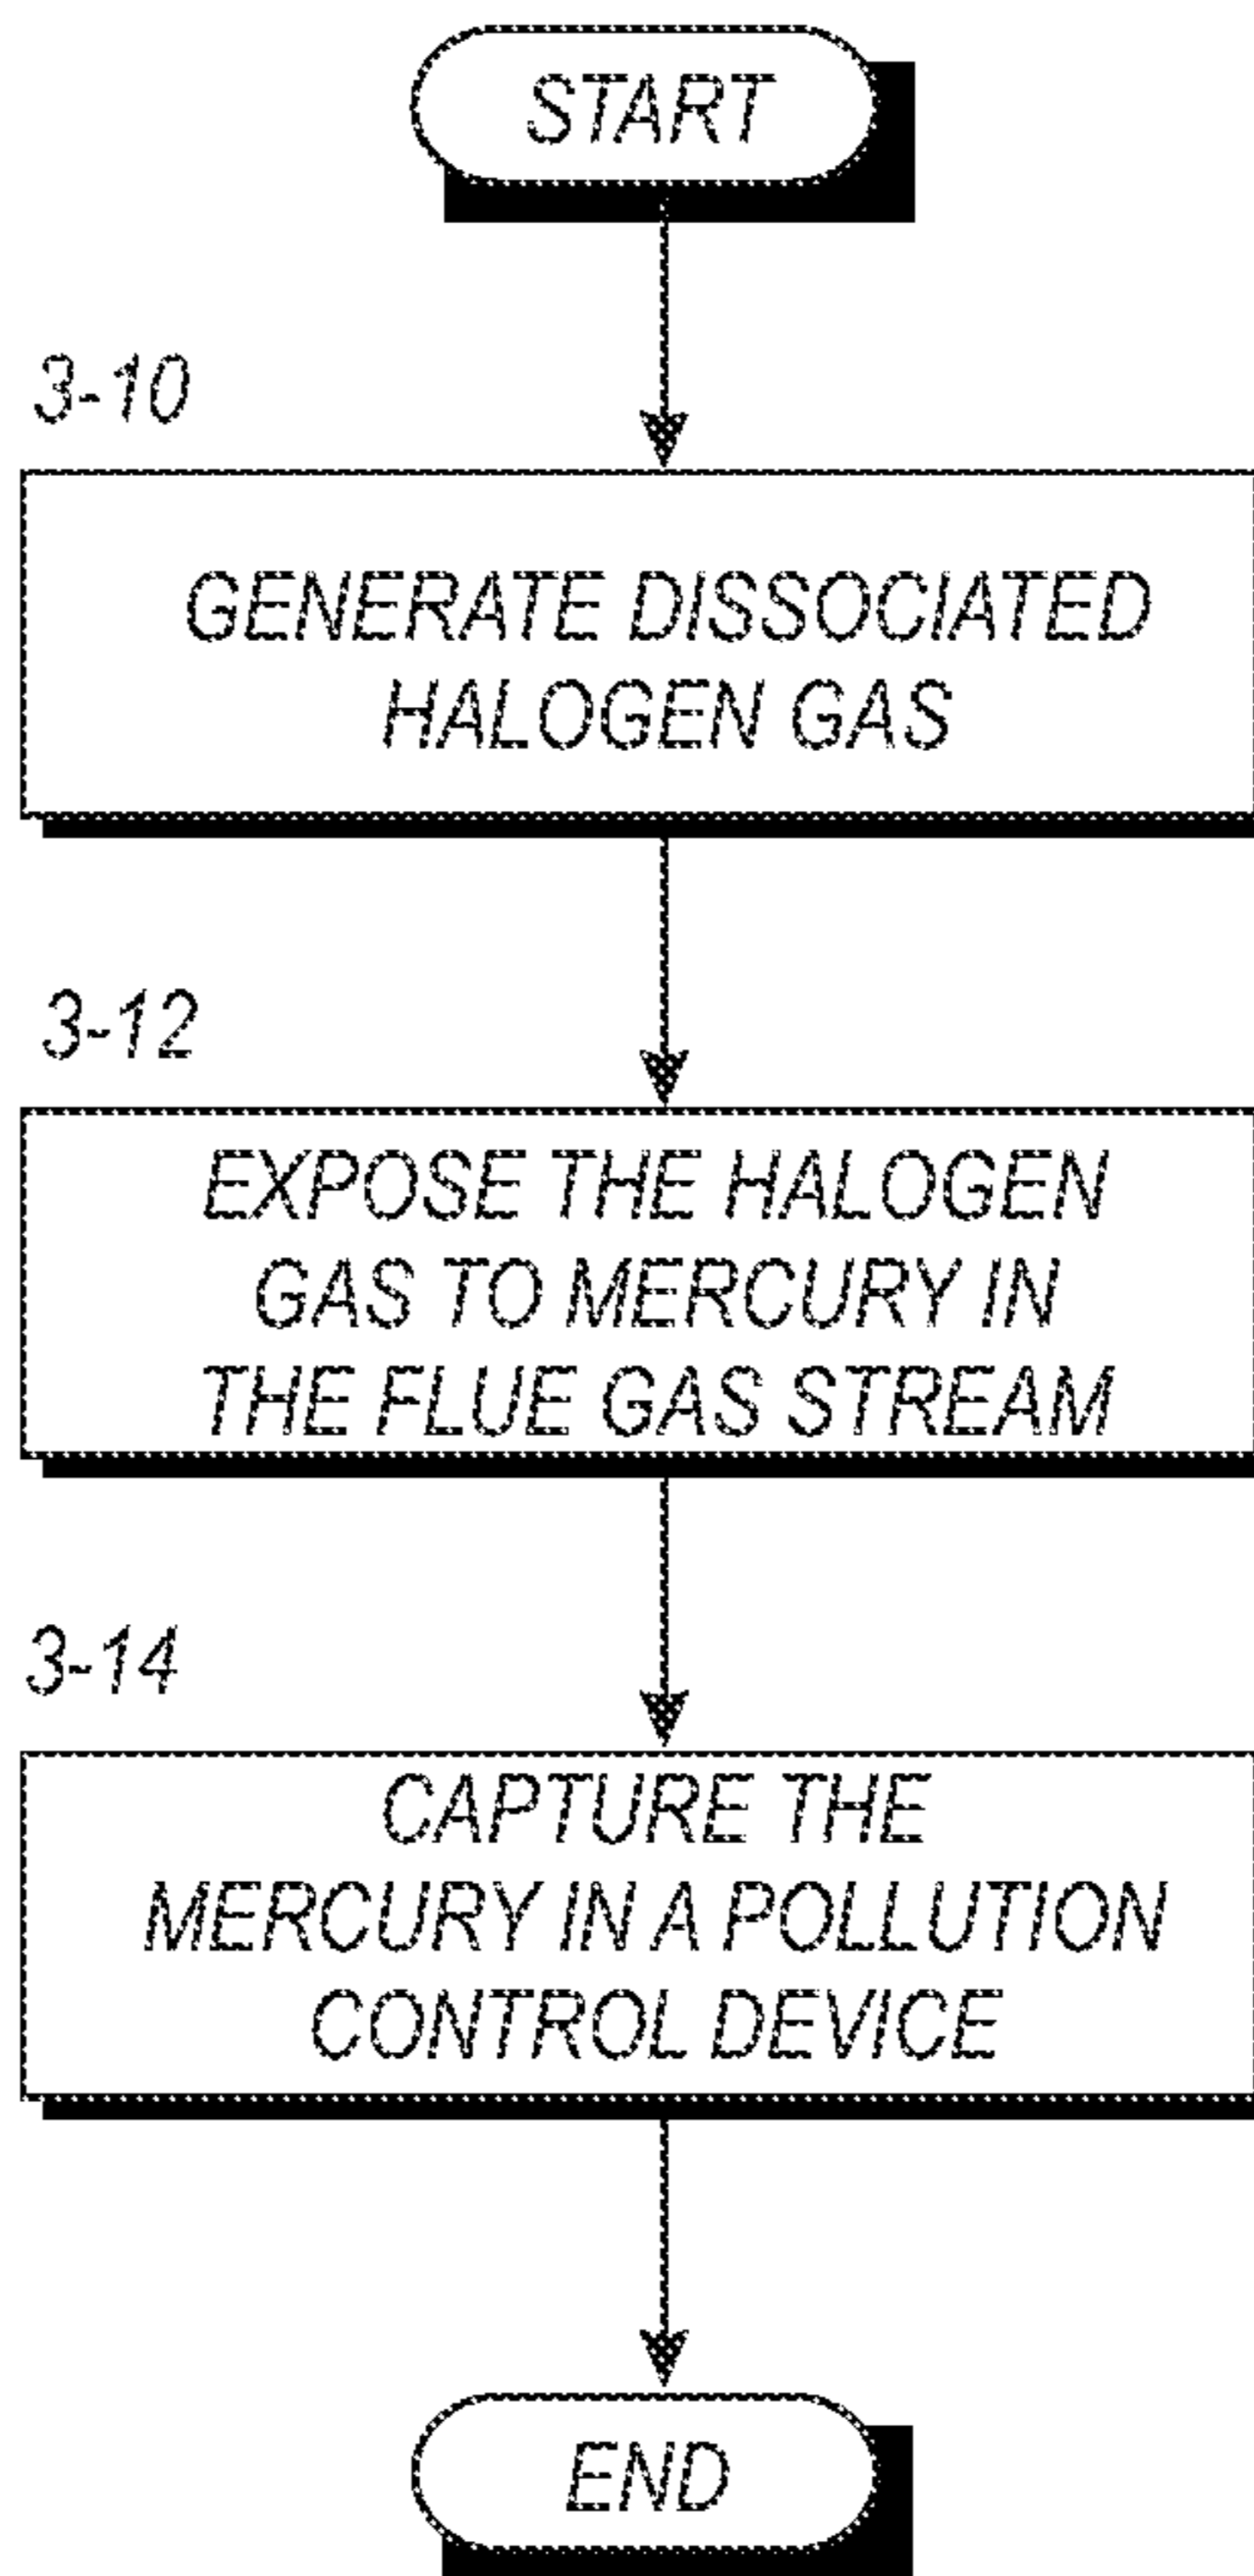 START
3-10
GENERATE DISSOCIATED
HALOGEN GAS
3-12
EXPOSE THE HALOGEN
GAS TO MERCURY IN
THE FLUE GAS STREAM
3-14
CAPTURE THE
MERCURY IN A POLLUTION
CONTROL DEVICE
END